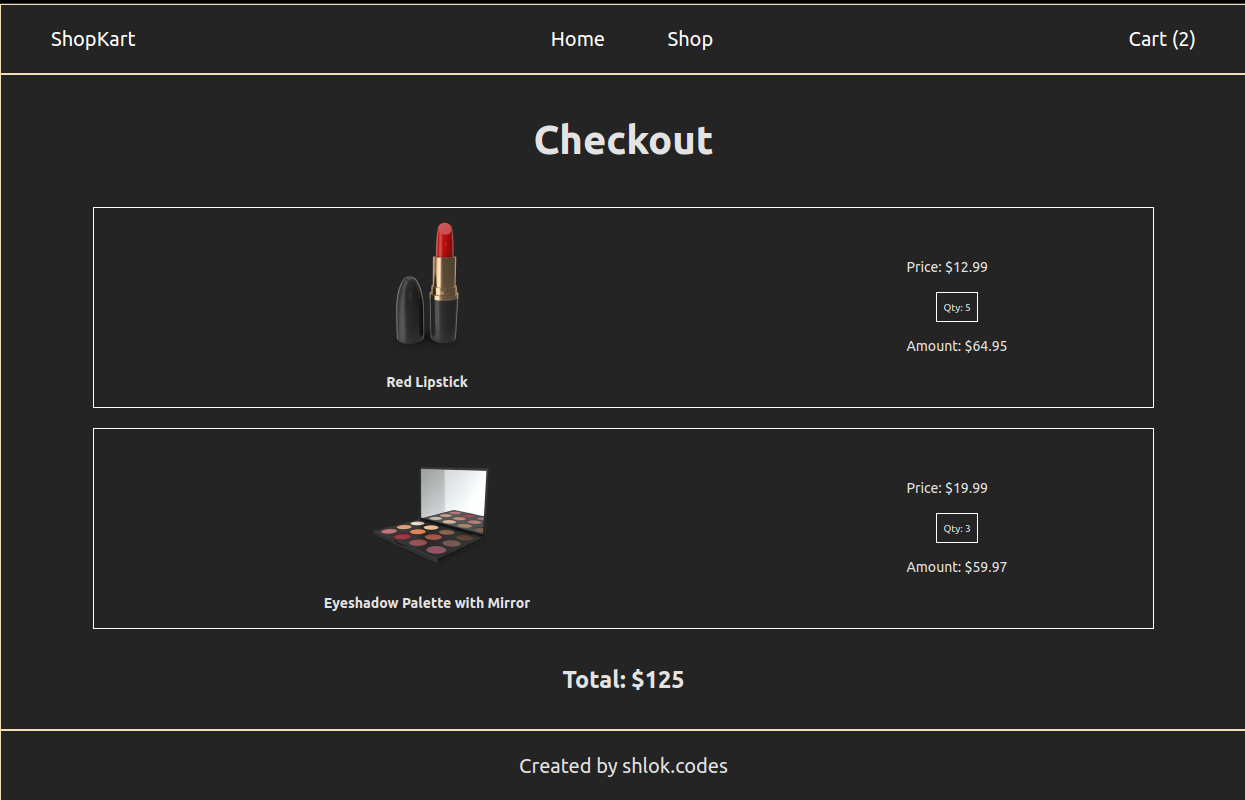 ShopKart
Home
Shop
Cart (2)
Checkout
Price: $12.99
Qty: 5
Amount: $64.95
Red Lipstick
Price: $19.99
Qty: 3
Amount: $59.97
Eyeshadow Palette with Mirror
Total: $125
Created by shlok.codes